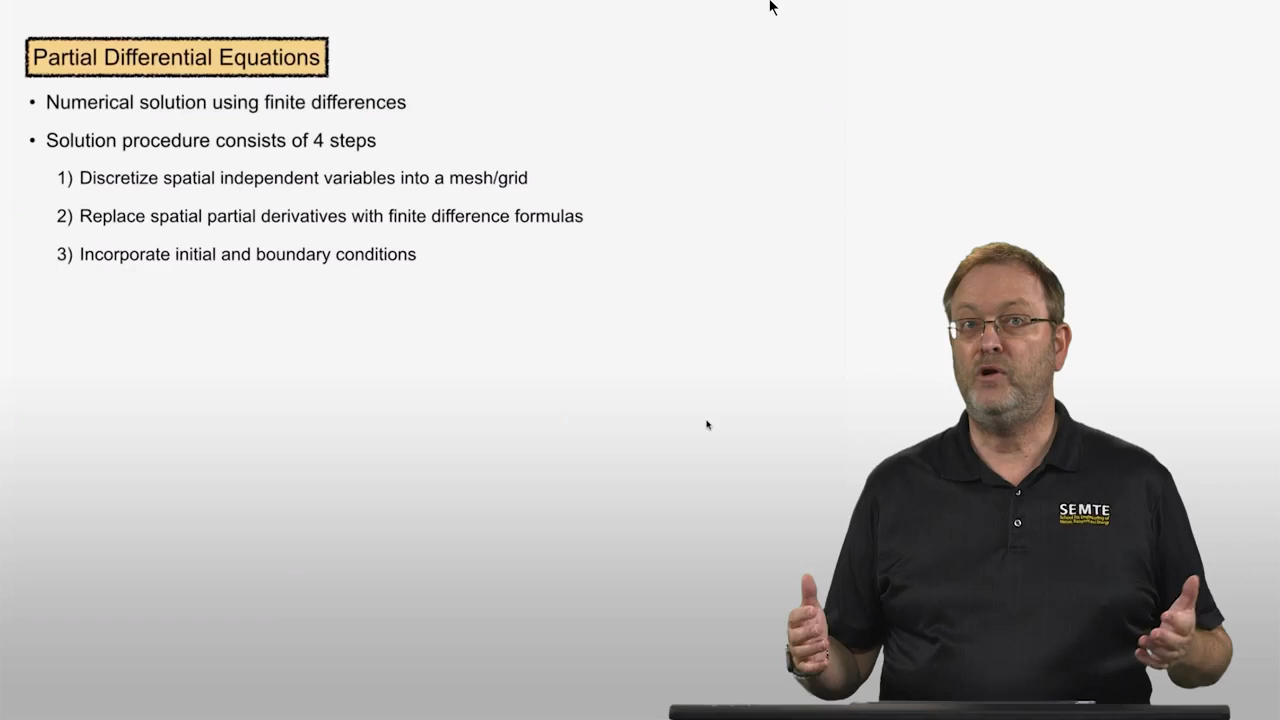 Partial Differential Equations
• Numerical solution using finite differences
• Solution procedure consists of 4 steps
1) Discretize spatial independent variables into a mesh/grid
2) Replace spatial partial derivatives with finite difference formulas
3) Incorporate initial and boundary conditions
SEMTE